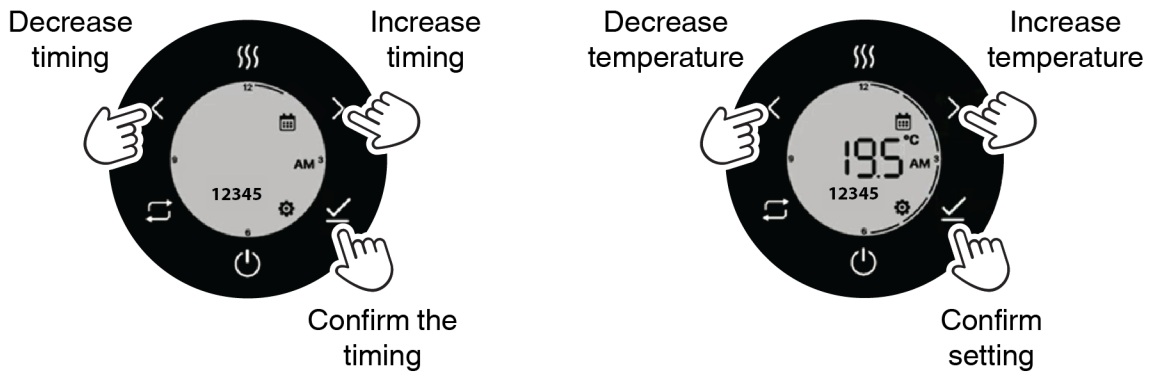 Decrease
timing
Increase
timing
12
AM 3
9
12345
6
Confirm the
timing
Decrease
temperature
Increase
temperature
12
°C
19.5 AM 3
9
12345
6
Confirm
setting